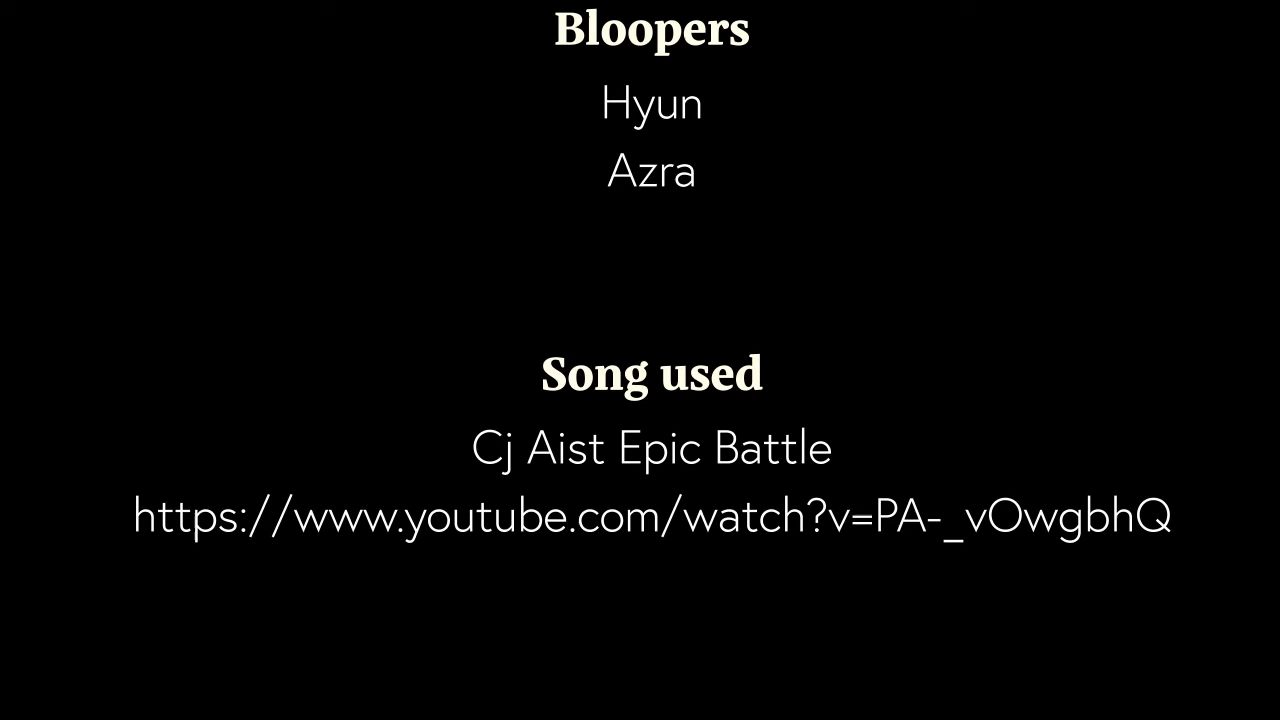 Bloopers
Hyun
Azra
Song used
Cj Aist Epic Battle
https://www.youtube.com/watch?v=PA-_vOwgbhQ